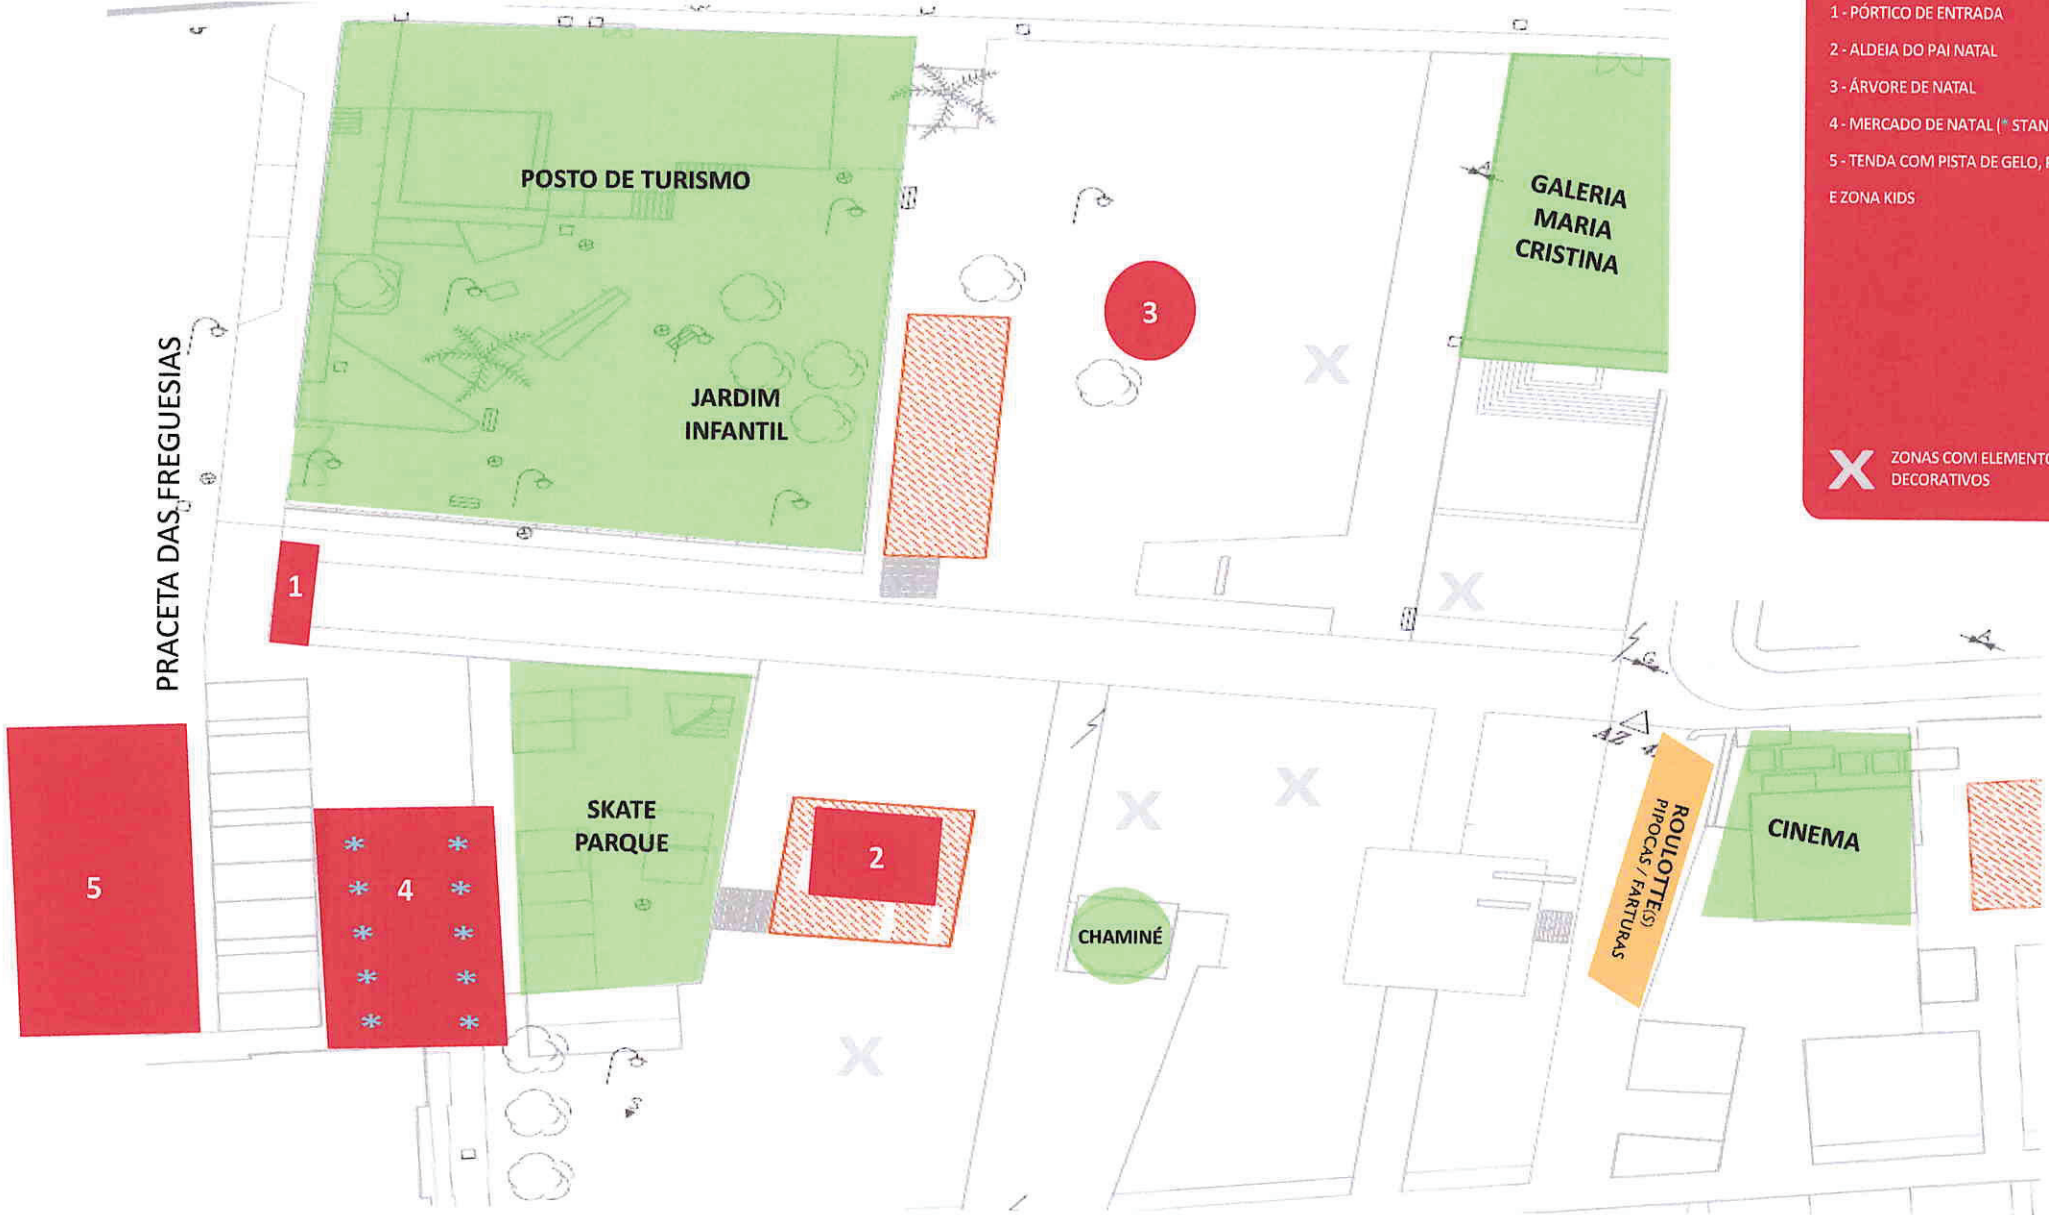 1 - PÓRTICO DE ENTRADA
2 - ALDEIA DO PAI NATAL
3 - ÁRVORE DE NATAL
4 - MERCADO DE NATAL (* STAN
5 - TENDA COM PISTA DE GELO,
E ZONA KIDS
X ZONAS COM ELEMENTO
DECORATIVOS
POSTO DE TURISMO
GALERIA
MARIA
CRISTINA
3
X
JARDIM
INFANTIL
PRACETA DAS FREGUESIAS
1
X
SKATE
PARQUE
2
X
X
5
* *
* *
4
* *
* *
* *
CHAMINÉ
AZ 4
ROULOTTE(S)
PIPOCAS / FARTURAS
CINEMA
X